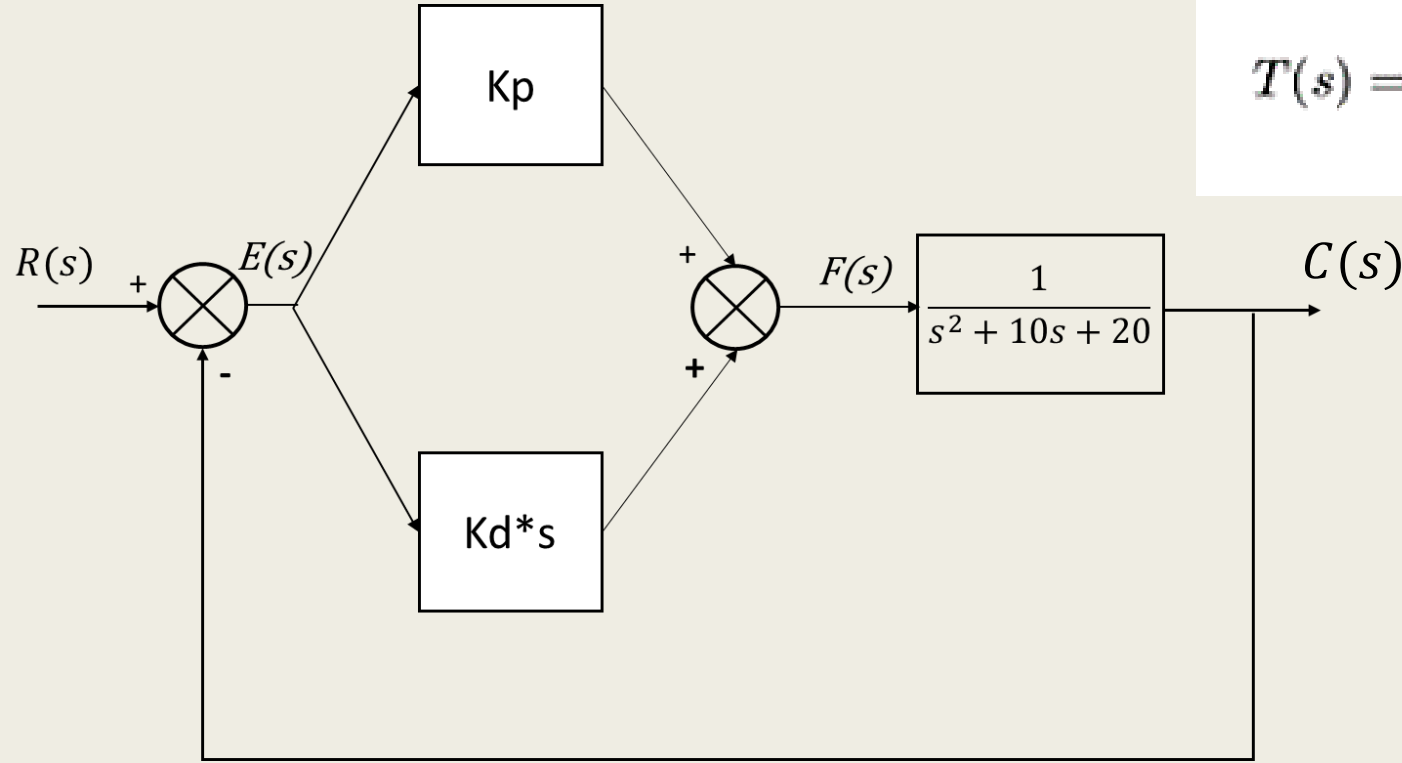 Kp
T(s) =
R(s)
+
E(s)
-
+
+
F(s)
1
s² + 10s + 20
C(s)
Kd*s